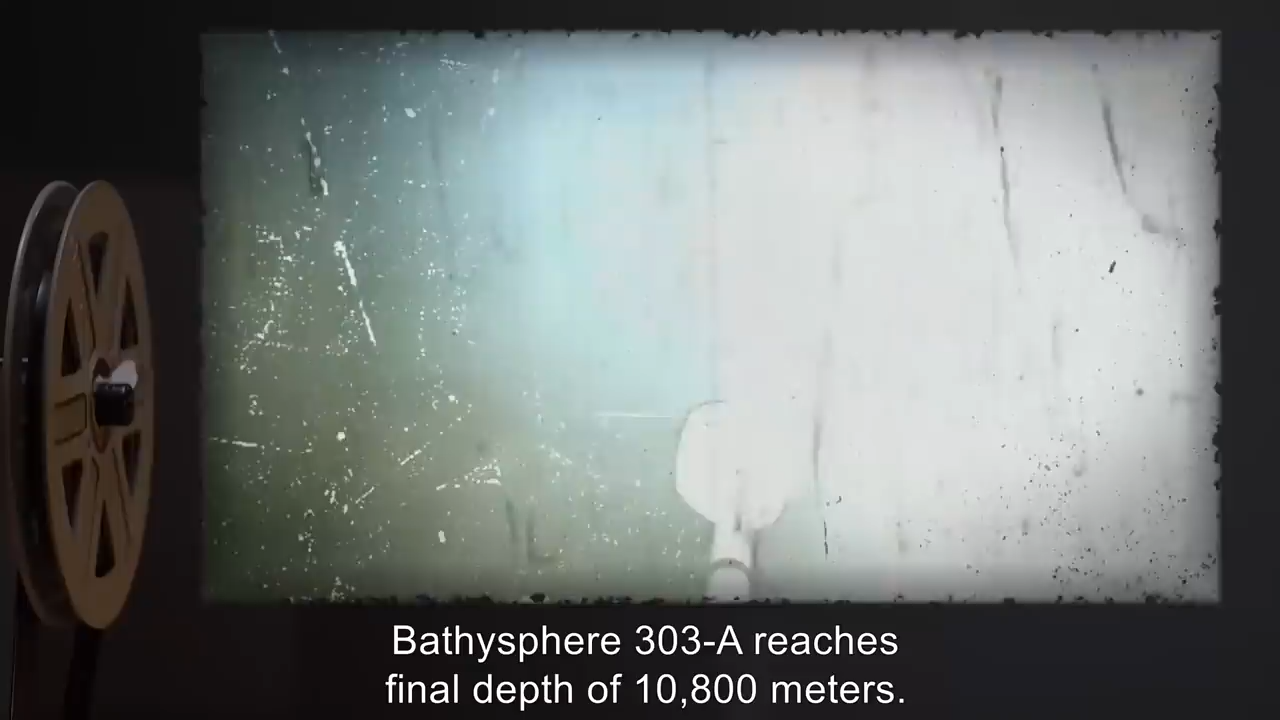 Bathysphere 303-A reaches
final depth of 10,800 meters.